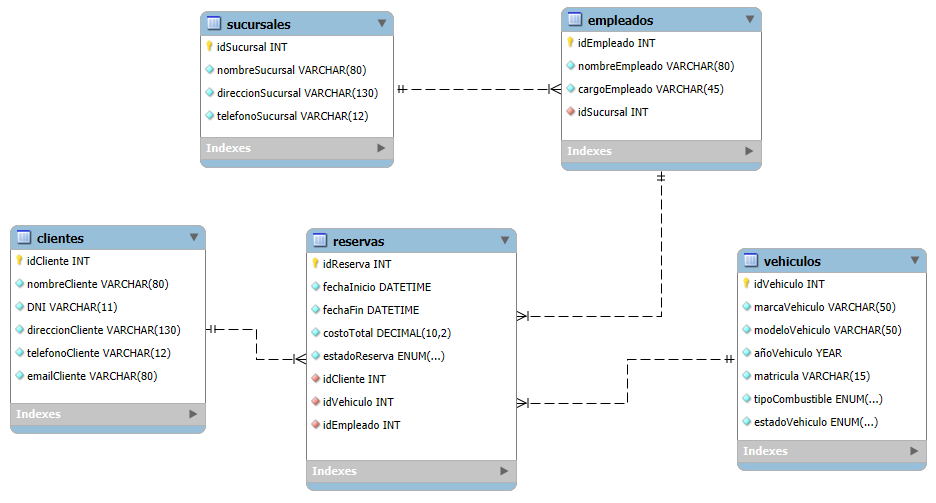 sucursales
idSucursal INT
nombreSucursal VARCHAR(80)
direccionSucursal VARCHAR(130)
telefonoSucursal VARCHAR(12)
Indexes
empleados
idEmpleado INT
nombreEmpleado VARCHAR(80)
cargoEmpleado VARCHAR(45)
idSucursal INT
Indexes
clientes
idCliente INT
nombreCliente VARCHAR(80)
DNI VARCHAR(11)
direccionCliente VARCHAR(130)
telefonoCliente VARCHAR(12)
emailCliente VARCHAR(80)
Indexes
reservas
idReserva INT
fechaInicio DATETIME
fechaFin DATETIME
costoTotal DECIMAL(10,2)
estadoReserva ENUM(...)
idCliente INT
idVehiculo INT
idEmpleado INT
Indexes
vehiculos
idVehiculo INT
marcaVehiculo VARCHAR(50)
modeloVehiculo VARCHAR(50)
añoVehiculo YEAR
matricula VARCHAR(15)
tipoCombustible ENUM(...)
estadoVehiculo ENUM(...)
Indexes